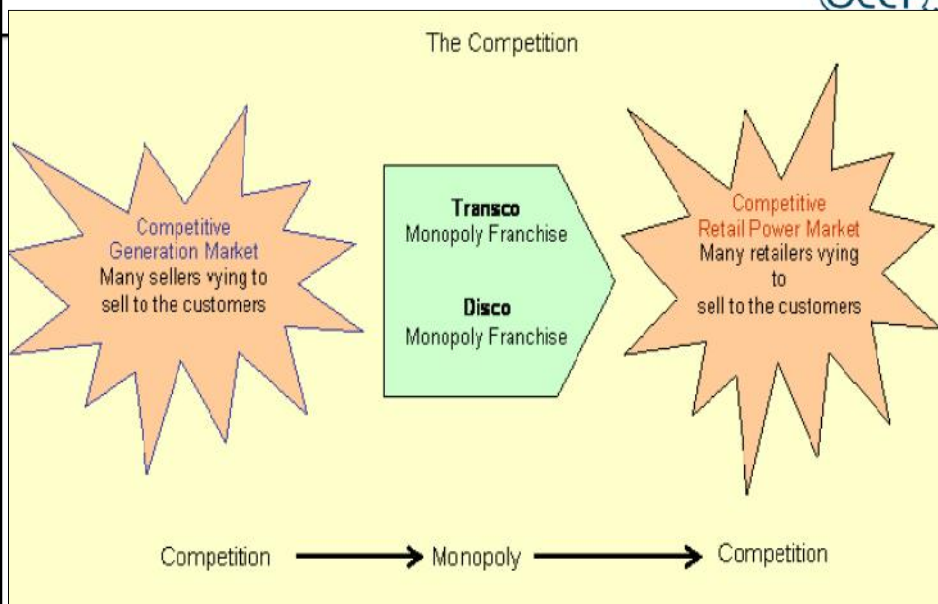 The Competition
Competitive
Generation Market
Many sellers vying to
sell to the customers
Transco
Monopoly Franchise
Disco
Monopoly Franchise
Competitive
Retail Power Market
Many retailers vying
to
sell to the customers
Competition
Monopoly
Competition